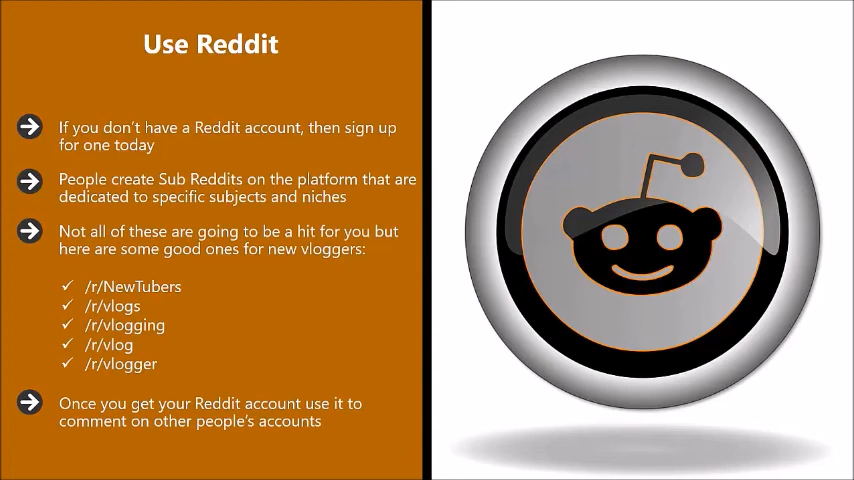 Use Reddit
If you don't have a Reddit account, then sign up
for one today
People create Sub Reddits on the platform that are
dedicated to specific subjects and niches
Not all of these are going to be a hit for you but
here are some good ones for new vloggers:
/r/NewTubers
/r/vlogs
/r/vlogging
/r/vlog
/r/vlogger
Once you get your Reddit account use it to
comment on other people's accounts